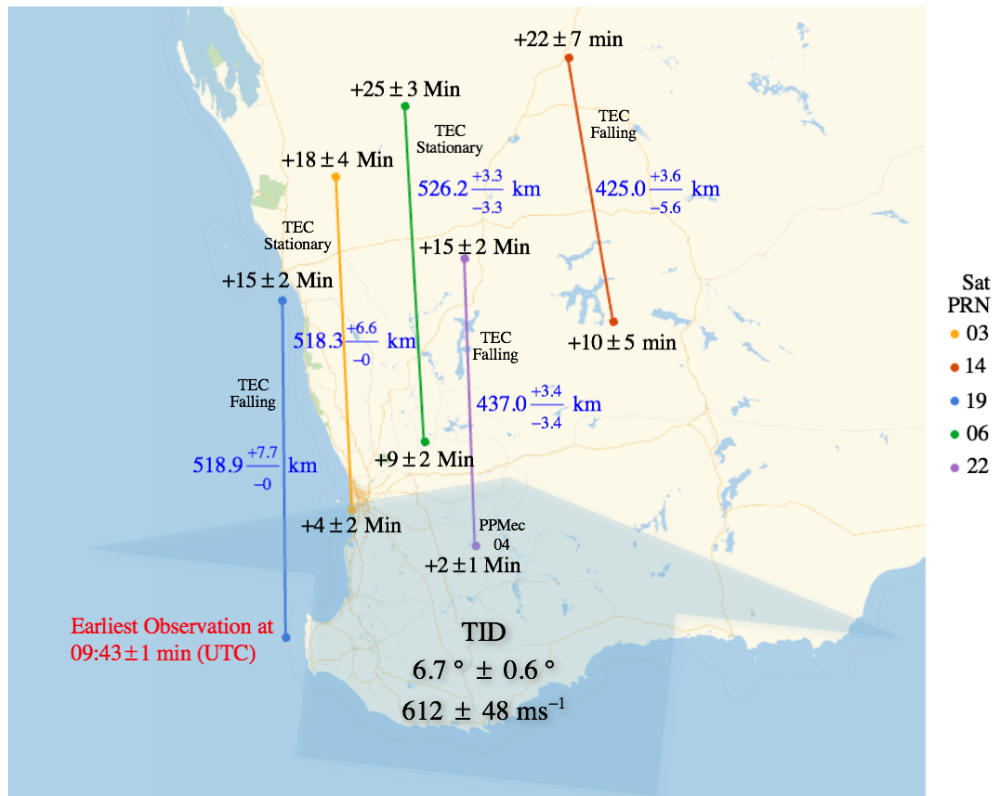 +22 ± 7 min
+25 ± 3 Min
TEC
Falling
TEC
Stationary
+18 ± 4 Min
526.2 +3.3 −3.3 km
425.0 +3.6 −5.6 km
TEC
Stationary
+15 ± 2 Min
+15 ± 2 Min
Sat
PRN
03
14
19
06
22
518.3 +6.6 −0 km
TEC
Falling
+10 ± 5 min
TEC
Falling
437.0 +3.4 −3.4 km
518.9 +7.7 −0 km
+9 ± 2 Min
+4 ± 2 Min
PPMec
04
+2 ± 1 Min
Earliest Observation at
09:43 ± 1 min (UTC)
TID
6.7 ° ± 0.6 °
612 ± 48 ms⁻¹